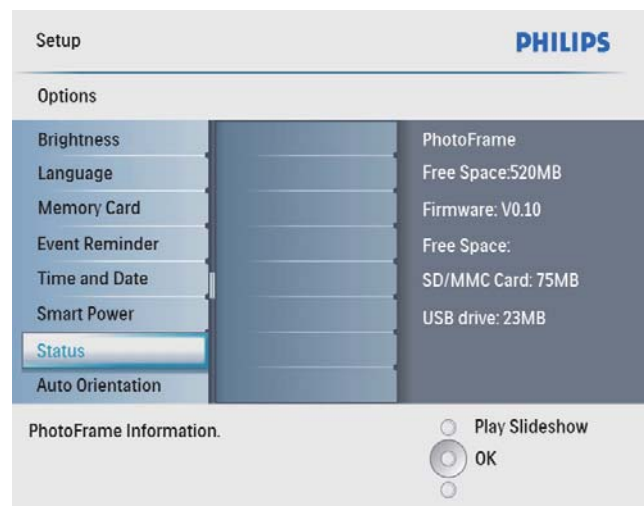 Setup
PHILIPS
Options
Brightness
Language
Memory Card
Event Reminder
Time and Date
Smart Power
Status
Auto Orientation
PhotoFrame
Free Space:520MB
Firmware: V0.10
Free Space:
SD/MMC Card: 75MB
USB drive: 23MB
PhotoFrame Information.
Play Slideshow
OK